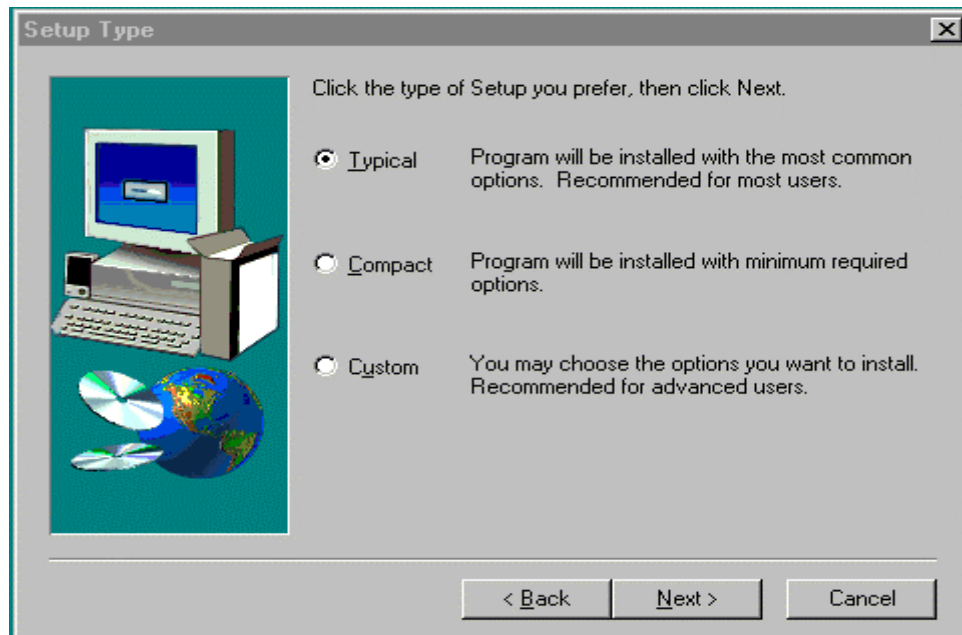 Setup Type
Click the type of Setup you prefer, then click Next.
Typical Program will be installed with the most common
options. Recommended for most users.
Compact Program will be installed with minimum required
options.
Custom You may choose the options you want to install.
Recommended for advanced users.
< Back Next > Cancel